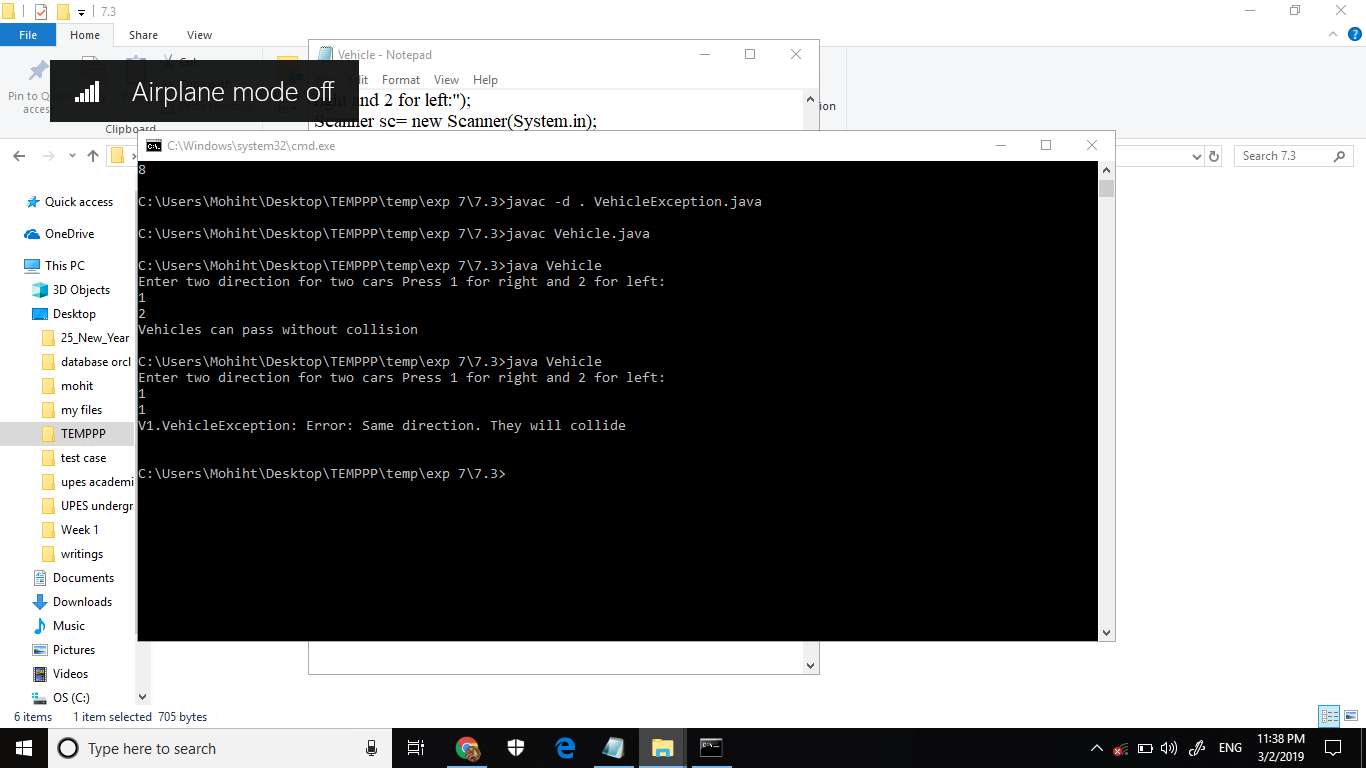 7.3
File Home Share View
Vehicle - Notepad
Airplane mode off
Format View Help
and 2 for left:");
Scanner sc= new Scanner(System.in);
Pin to
access
Clipboard
C:\Windows\system32\cmd.exe
Search 7.3
8
C:\Users\Mohiht\Desktop\TEMPPP\temp\exp 7\7.3>javac -d . VehicleException.java
C:\Users\Mohiht\Desktop\TEMPPP\temp\exp 7\7.3>javac Vehicle.java
C:\Users\Mohiht\Desktop\TEMPPP\temp\exp 7\7.3>java Vehicle
Enter two direction for two cars Press 1 for right and 2 for left:
1
2
Vehicles can pass without collision
C:\Users\Mohiht\Desktop\TEMPPP\temp\exp 7\7.3>java Vehicle
Enter two direction for two cars Press 1 for right and 2 for left:
1
1
V1.VehicleException: Error: Same direction. They will collide
C:\Users\Mohiht\Desktop\TEMPPP\temp\exp 7\7.3>
Quick access
OneDrive
This PC
3D Objects
Desktop
25_New_Year
database orcl
mohit
my files
TEMPPP
test case
upes academi
UPES undergr
Week 1
writings
Documents
Downloads
Music
Pictures
Videos
OS (C:)
6 items 1 item selected 705 bytes
Type here to search
ENG
11:38 PM
3/2/2019